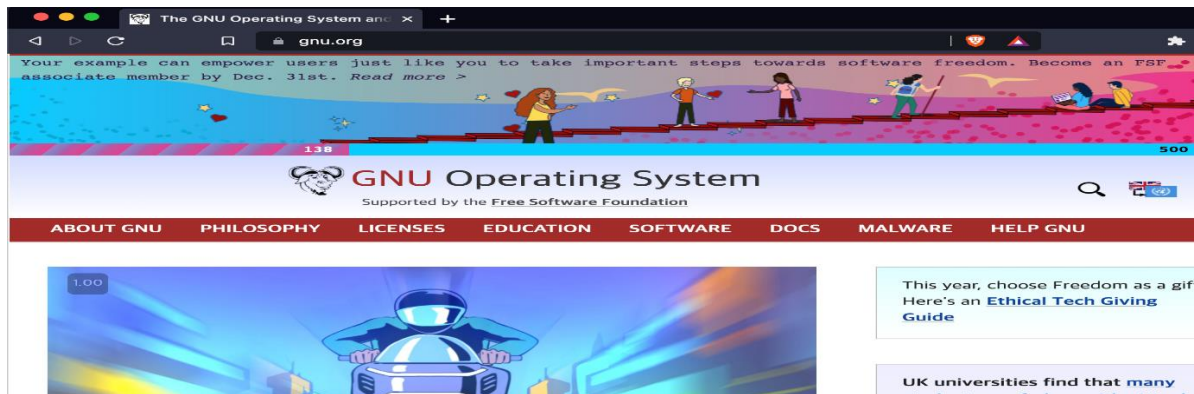 The GNU Operating System and
gnu.org
Your example can empower users just like you to take important steps towards software freedom. Become an FSF
associate member by Dec. 31st. Read more >
138
500
GNU Operating System
Supported by the Free Software Foundation
ABOUT GNU PHILOSOPHY LICENSES EDUCATION SOFTWARE DOCS MALWARE HELP GNU
1.00
This year, choose Freedom as a gif
Here's an Ethical Tech Giving
Guide
UK universities find that many